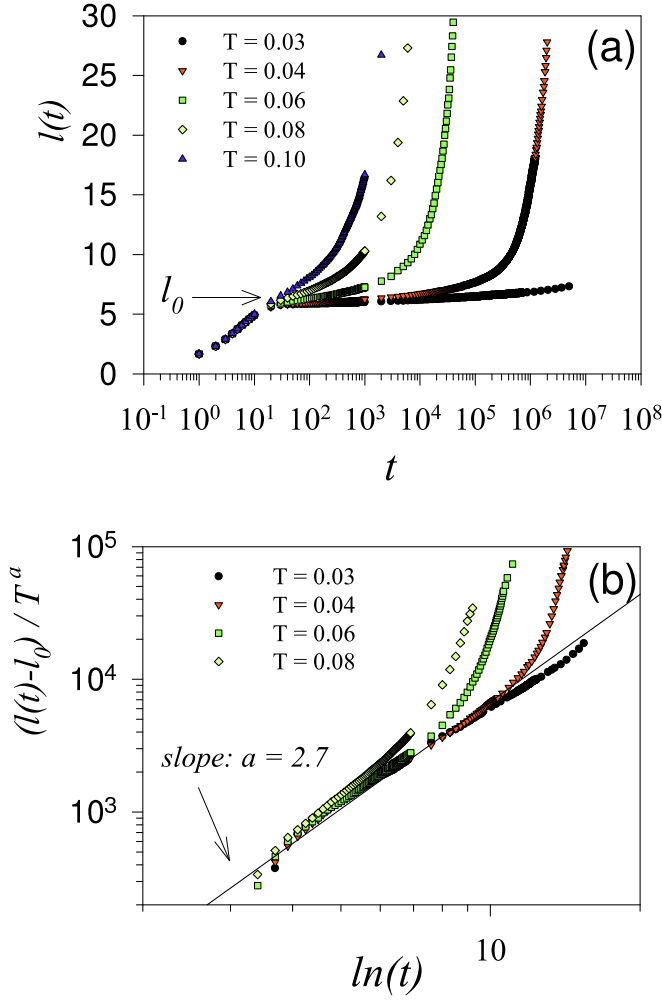 30
25
20
15
10
5
0
l(t)
T = 0.03
T = 0.04
T = 0.06
T = 0.08
T = 0.10
(a)
l₀
10⁻¹ 10⁰ 10¹ 10² 10³ 10⁴ 10⁵ 10⁶ 10⁷ 10⁸
t
10⁵
10⁴
10³
(l(t)-l₀) / Tᵃ
T = 0.03
T = 0.04
T = 0.06
T = 0.08
(b)
slope: a = 2.7
10
ln(t)